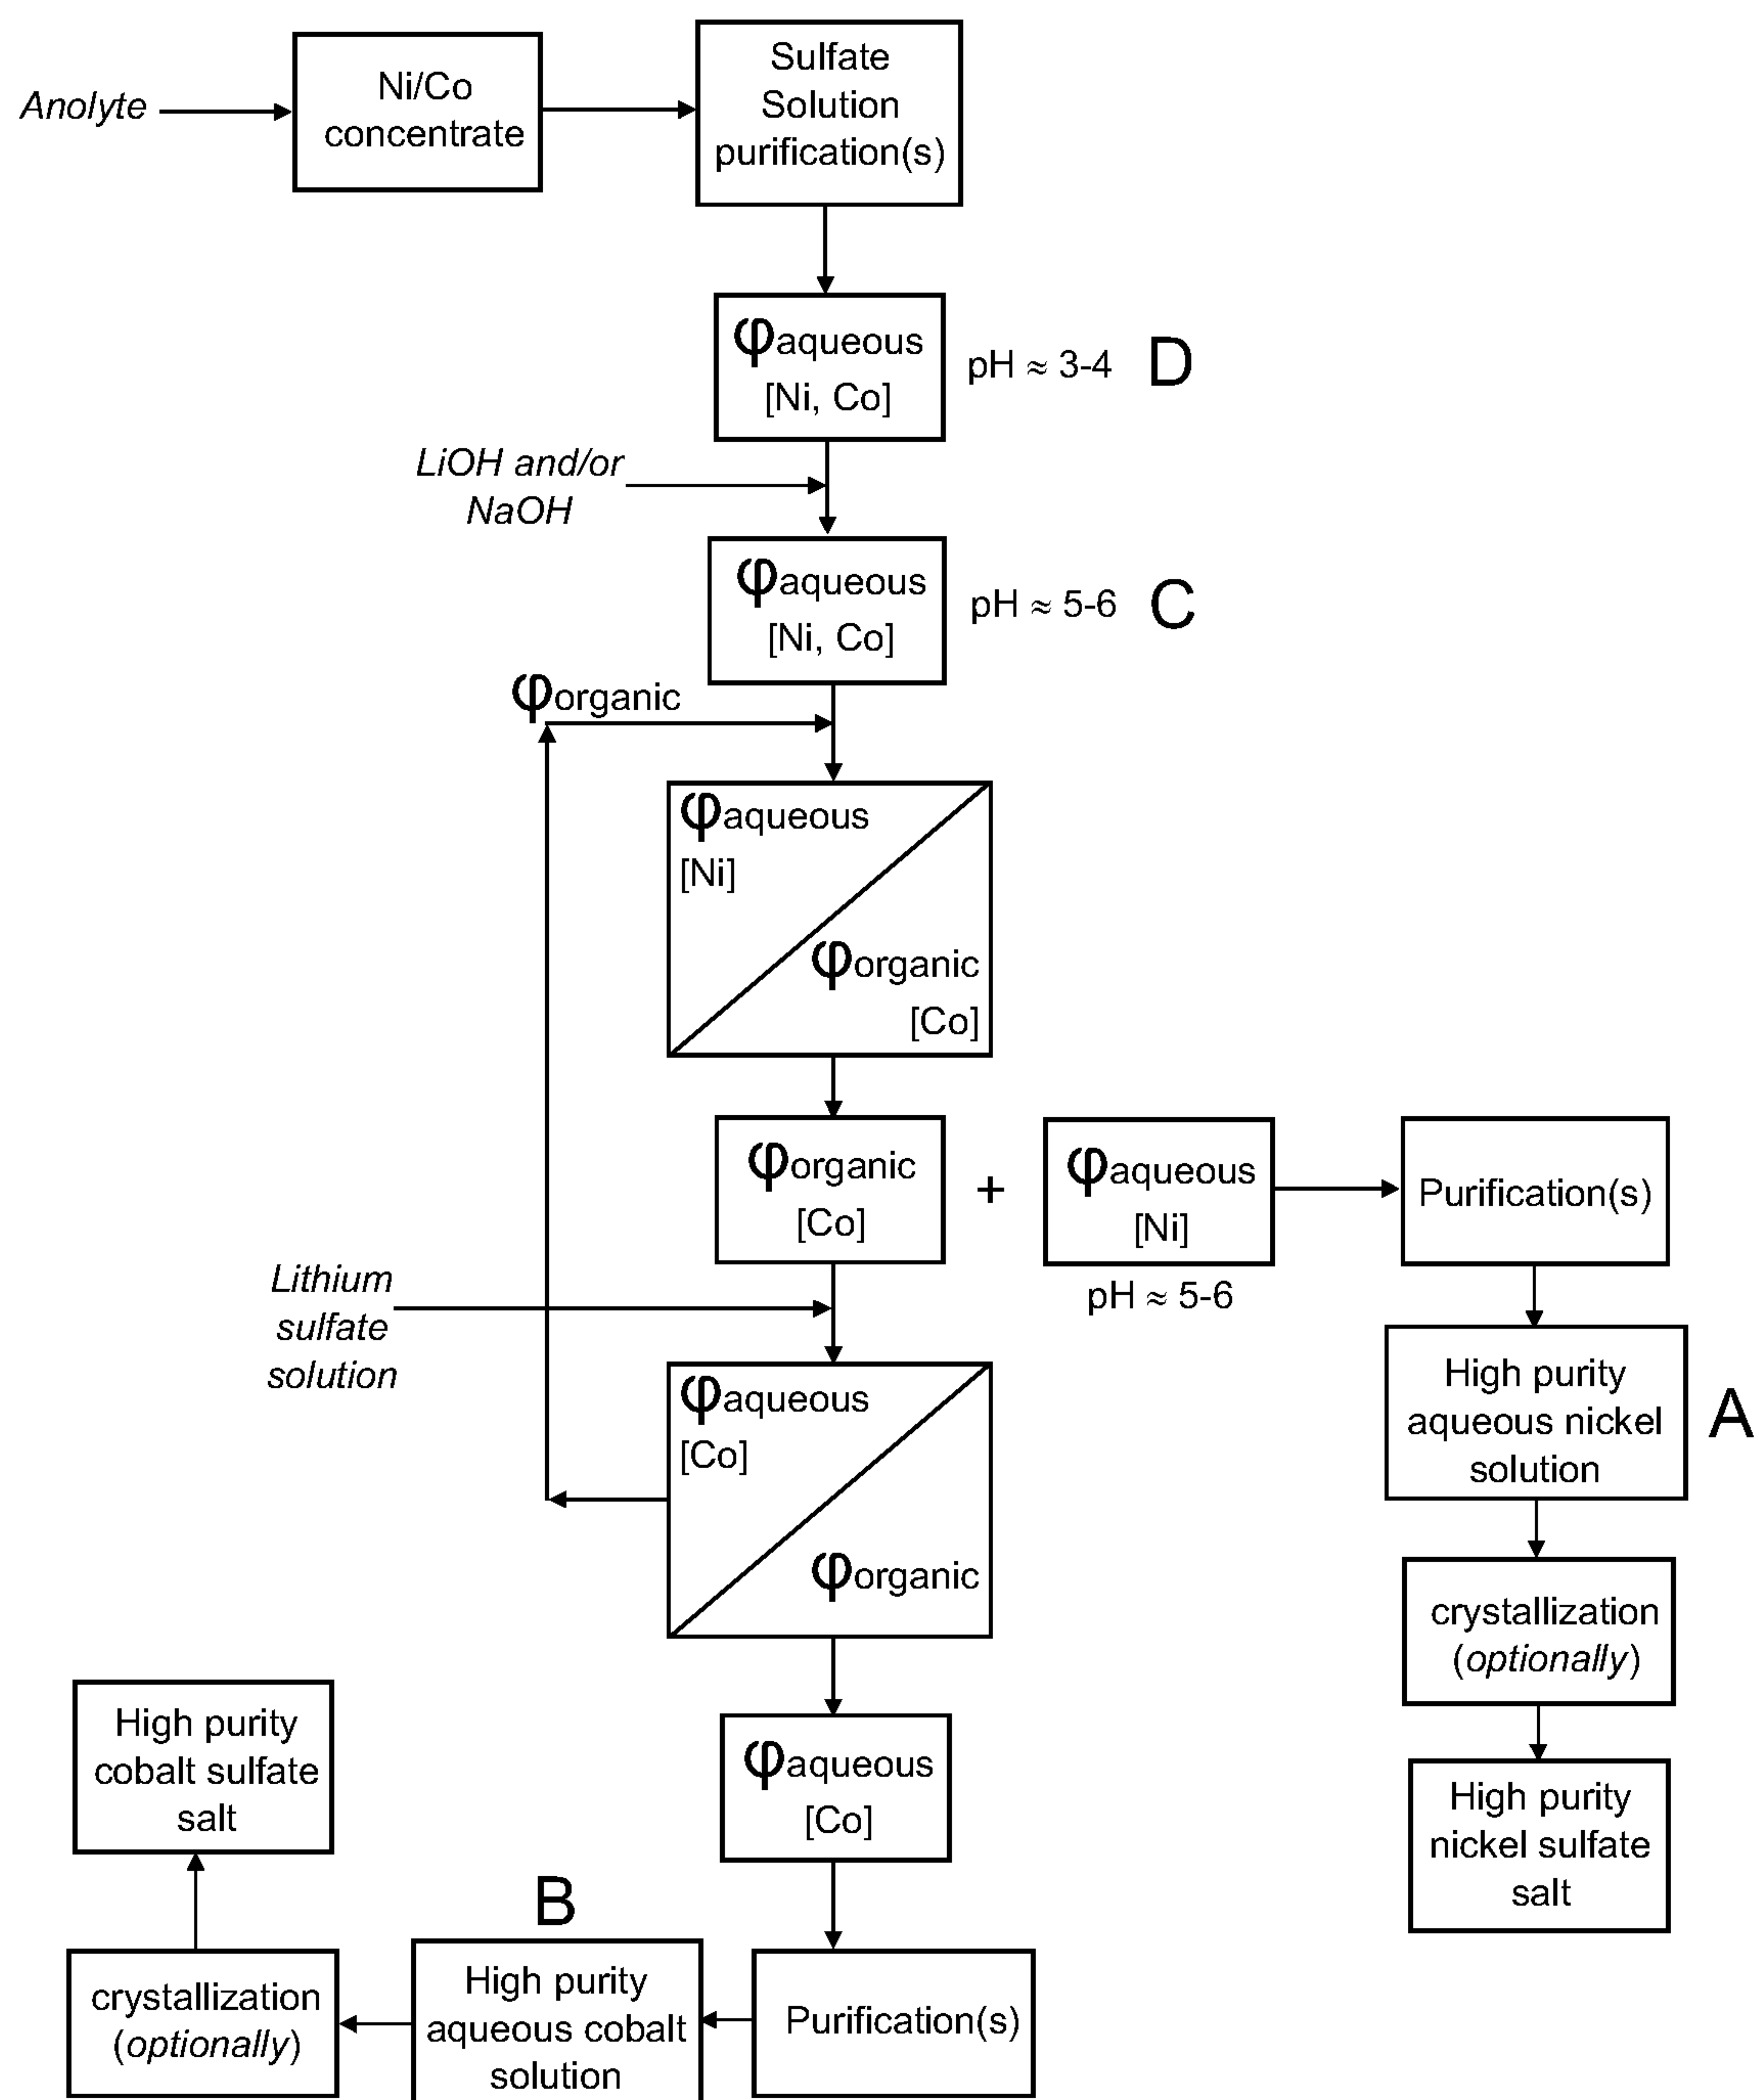 Anolyte
Ni/Co
concentrate
Sulfate
Solution
purification(s)
φaqueous
[Ni, Co]
pH ≈ 3-4
D
LiOH and/or
NaOH
φaqueous
[Ni, Co]
pH ≈ 5-6
C
φorganic
φaqueous
[Ni]
φorganic
[Co]
φorganic
[Co]
+
φaqueous
[Ni]
pH ≈ 5-6
Purification(s)
Lithium
sulfate
solution
High purity
aqueous nickel
solution
A
φaqueous
[Co]
φorganic
crystallization
(optionally)
High purity
nickel sulfate
salt
φaqueous
[Co]
High purity
cobalt sulfate
salt
B
crystallization
(optionally)
High purity
aqueous cobalt
solution
Purification(s)